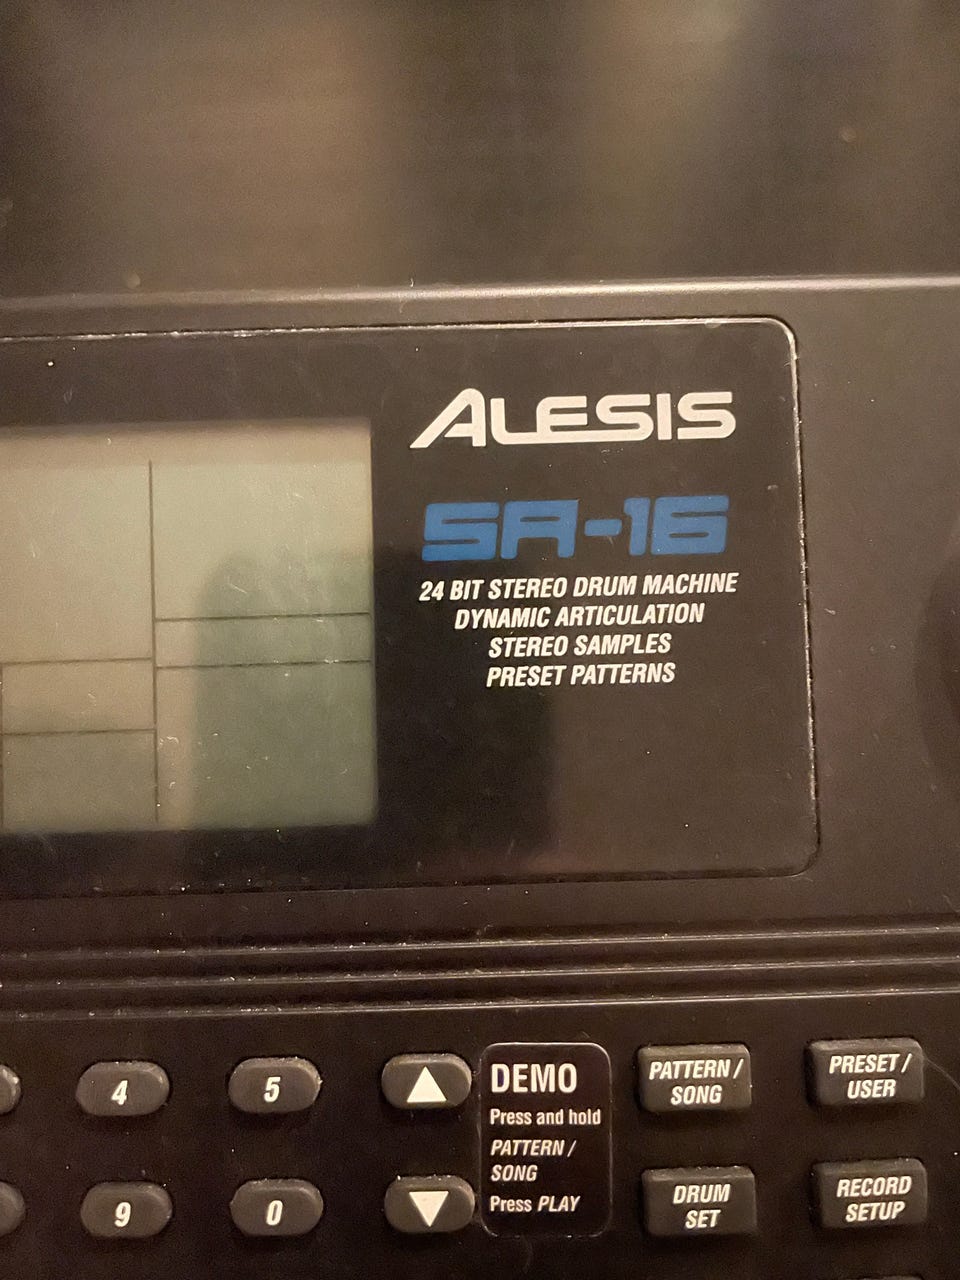 ALESIS
SR-16
24 BIT STEREO DRUM MACHINE
DYNAMIC ARTICULATION
STEREO SAMPLES
PRESET PATTERNS
4
5
DEMO
Press and hold
PATTERN /
SONG
Press PLAY
PATTERN /
SONG
PRESET /
USER
9
0
DRUM
SET
RECORD
SETUP